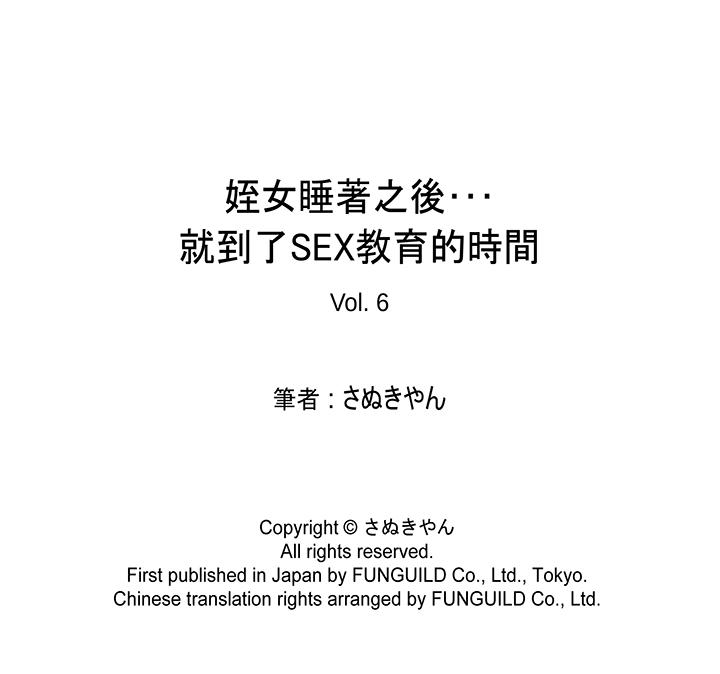 姪女睡著之後･･･
就到了SEX教育的時間
Vol. 6
筆者 : さぬきやん
Copyright © さぬきやん
All rights reserved.
First published in Japan by FUNGUILD Co., Ltd., Tokyo.
Chinese translation rights arranged by FUNGUILD Co., Ltd.